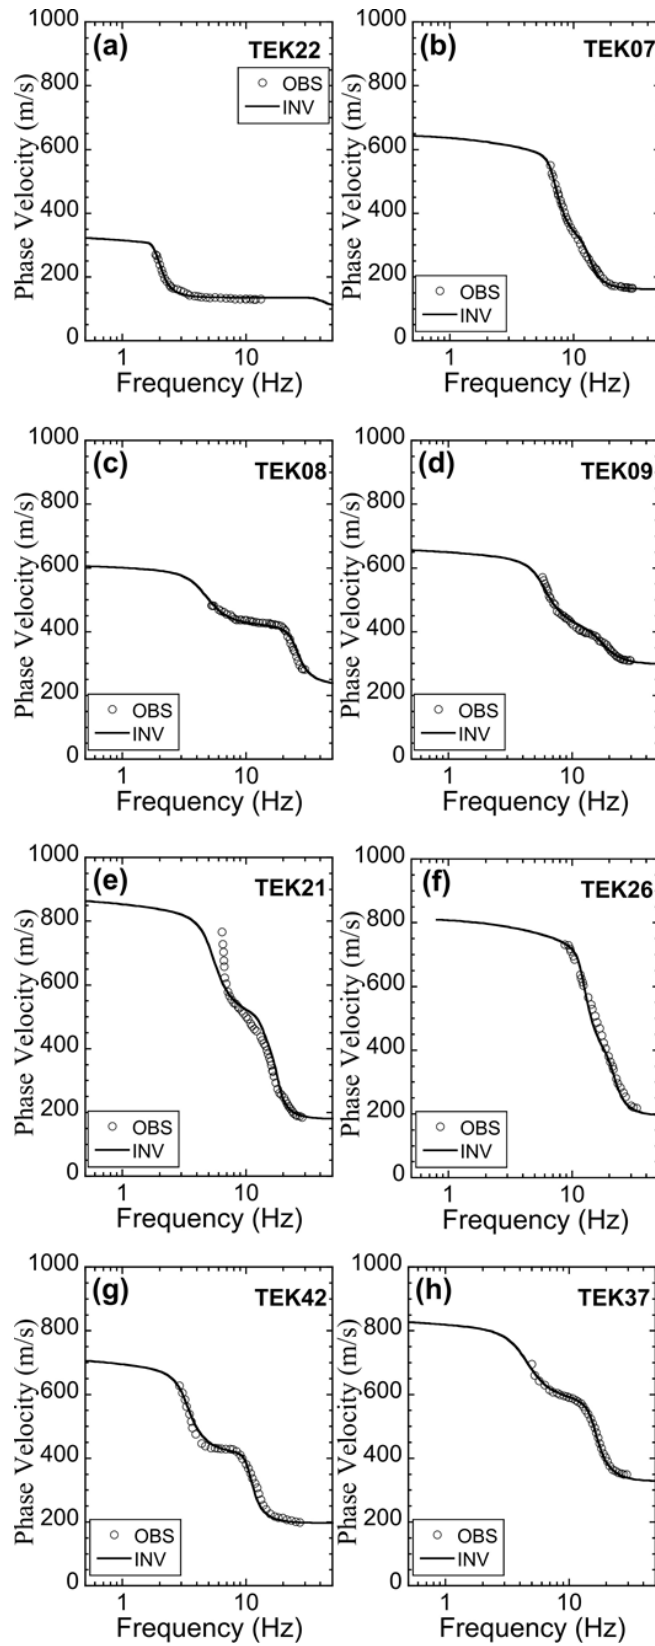 (a) TEK22
OBS
INV
1000
800
600
400
200
0
Phase Velocity (m/s)
1 10
Frequency (Hz)
(b) TEK07
OBS
INV
1000
800
600
400
200
0
Phase Velocity (m/s)
1 10
Frequency (Hz)
(c) TEK08
OBS
INV
1000
800
600
400
200
0
Phase Velocity (m/s)
1 10
Frequency (Hz)
(d) TEK09
OBS
INV
1000
800
600
400
200
0
Phase Velocity (m/s)
1 10
Frequency (Hz)
(e) TEK21
OBS
INV
1000
800
600
400
200
0
Phase Velocity (m/s)
1 10
Frequency (Hz)
(f) TEK26
OBS
INV
1000
800
600
400
200
0
Phase Velocity (m/s)
1 10
Frequency (Hz)
(g) TEK42
OBS
INV
1000
800
600
400
200
0
Phase Velocity (m/s)
1 10
Frequency (Hz)
(h) TEK37
OBS
INV
1000
800
600
400
200
0
Phase Velocity (m/s)
1 10
Frequency (Hz)